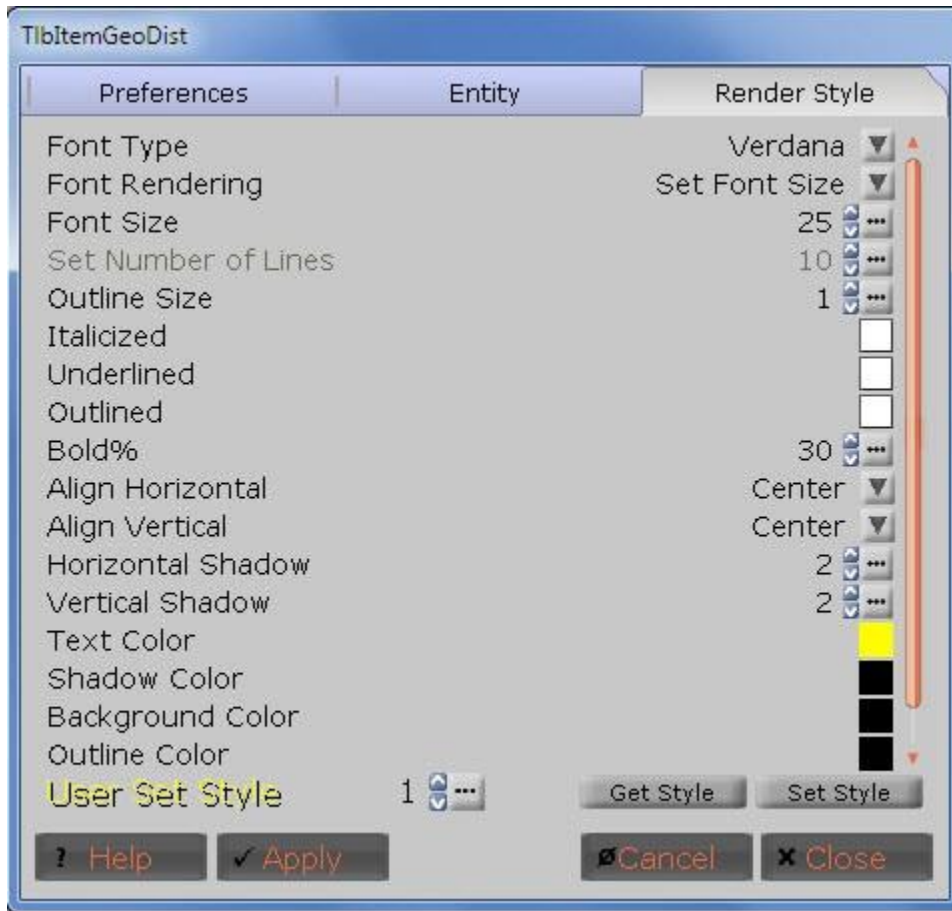 TlbItemGeoDist
Preferences Entity Render Style
Font Type Verdana
Font Rendering Set Font Size
Font Size 25
Set Number of Lines 10
Outline Size 1
Italicized
Underlined
Outlined
Bold% 30
Align Horizontal Center
Align Vertical Center
Horizontal Shadow 2
Vertical Shadow 2
Text Color
Shadow Color
Background Color
Outline Color
User Set Style 1 Get Style Set Style
? Help Apply Cancel Close